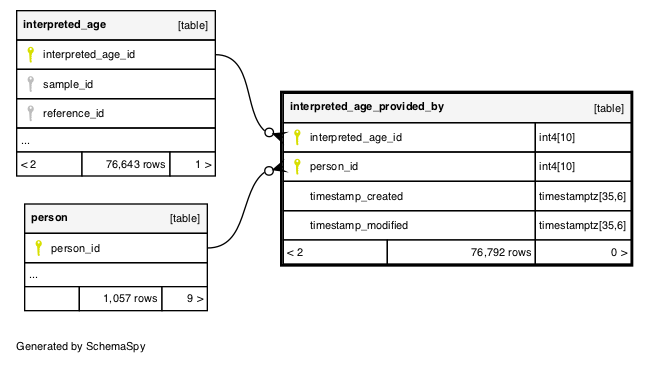 interpreted_age [table]
interpreted_age_id
sample_id
reference_id
...
< 2 76,643 rows 1 >
interpreted_age_provided_by [table]
interpreted_age_id int4[10]
person_id int4[10]
timestamp_created timestamptz[35,6]
timestamp_modified timestamptz[35,6]
< 2 76,792 rows 0 >
person [table]
person_id
...
1,057 rows 9 >
Generated by SchemaSpy